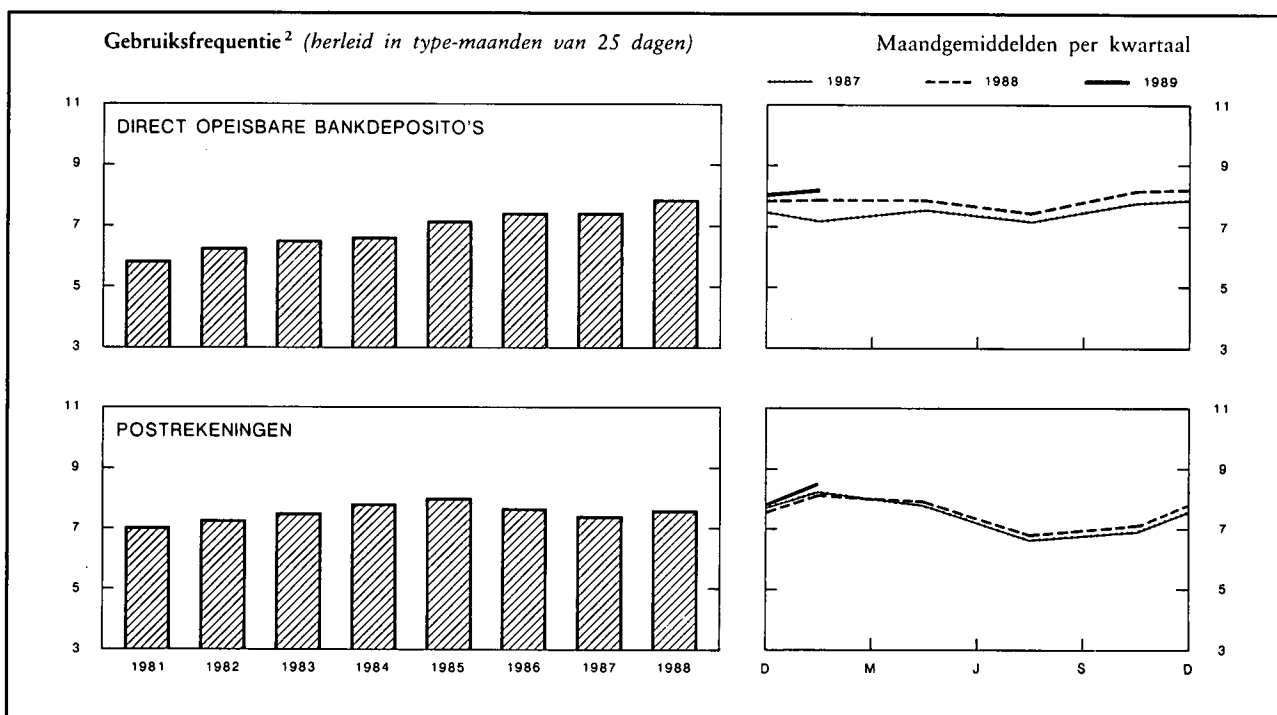 Gebruiksfrequentie² (herleid in type-maanden van 25 dagen)
Maandgemiddelden per kwartaal
1987 1988 1989
DIRECT OPEISBARE BANKDEPOSITO'S
11
9
7
5
3
11
9
7
5
3
POSTREKENINGEN
11
9
7
5
3
1981 1982 1983 1984 1985 1986 1987 1988
11
9
7
5
3
D M J S D